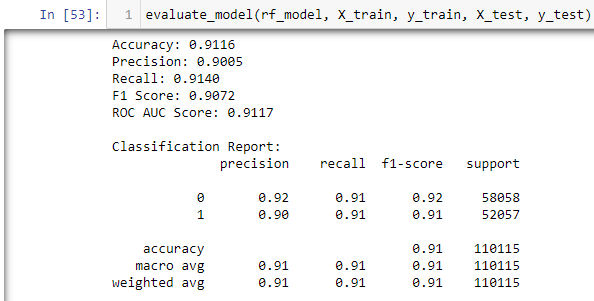 In [53]: 1 evaluate_model(rf_model, X_train, y_train, X_test, y_test)
Accuracy: 0.9116
Precision: 0.9005
Recall: 0.9140
F1 Score: 0.9072
ROC AUC Score: 0.9117
Classification Report:
precision recall f1-score support
0 0.92 0.91 0.92 58058
1 0.90 0.91 0.91 52057
accuracy 0.91 110115
macro avg 0.91 0.91 0.91 110115
weighted avg 0.91 0.91 0.91 110115